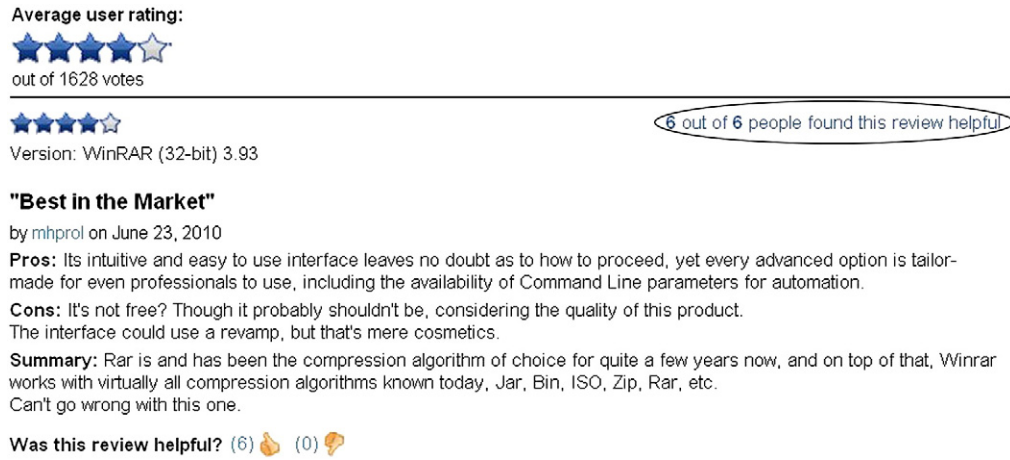 Average user rating:
out of 1628 votes
6 out of 6 people found this review helpful
Version: WinRAR (32-bit) 3.93
"Best in the Market"
by mhprol on June 23, 2010
Pros: Its intuitive and easy to use interface leaves no doubt as to how to proceed, yet every advanced option is tailor-
made for even professionals to use, including the availability of Command Line parameters for automation.
Cons: It's not free? Though it probably shouldn't be, considering the quality of this product.
The interface could use a revamp, but that's mere cosmetics.
Summary: Rar is and has been the compression algorithm of choice for quite a few years now, and on top of that, Winrar
works with virtually all compression algorithms known today, Jar, Bin, ISO, Zip, Rar, etc.
Can't go wrong with this one.
Was this review helpful? (6) (0)